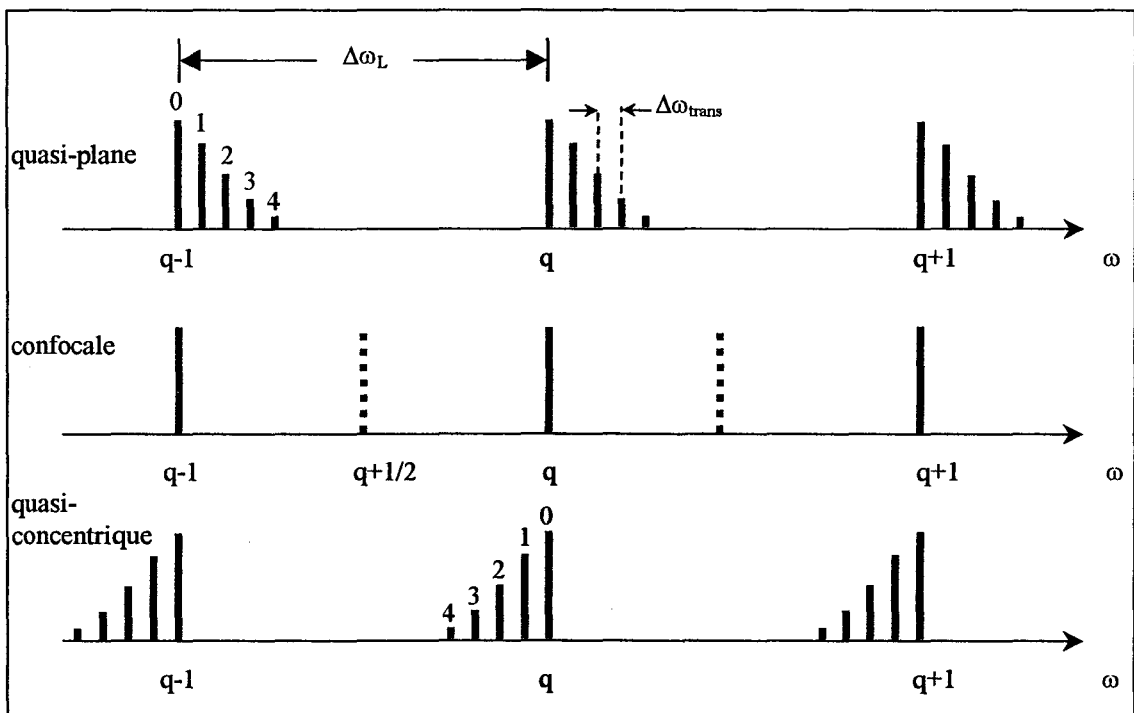 Δω_L
0
1
2
3
4
Δω_trans
quasi-plane
q-1
q
q+1
ω
confocale
q-1
q+1/2
q
q+1
ω
quasi-
concentrique
0
1
2
3
4
q-1
q
q+1
ω